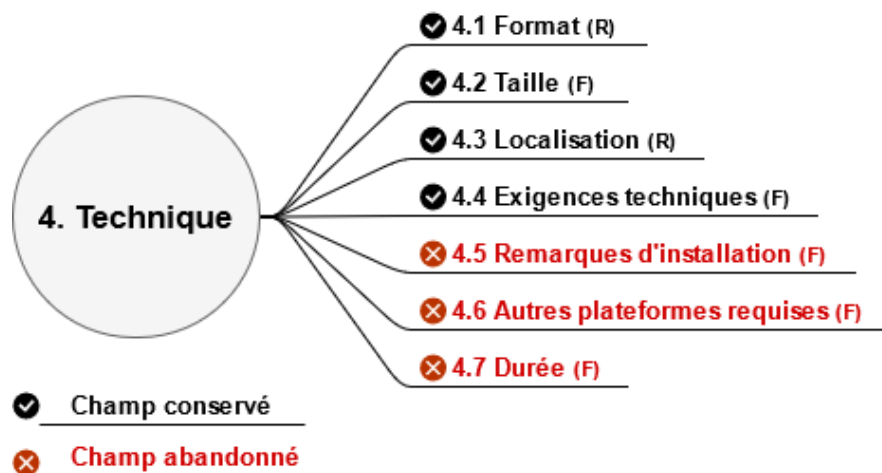 4. Technique
4.1 Format (R)
4.2 Taille (F)
4.3 Localisation (R)
4.4 Exigences techniques (F)
4.5 Remarques d'installation (F)
4.6 Autres plateformes requises (F)
4.7 Durée (F)
Champ conservé
Champ abandonné